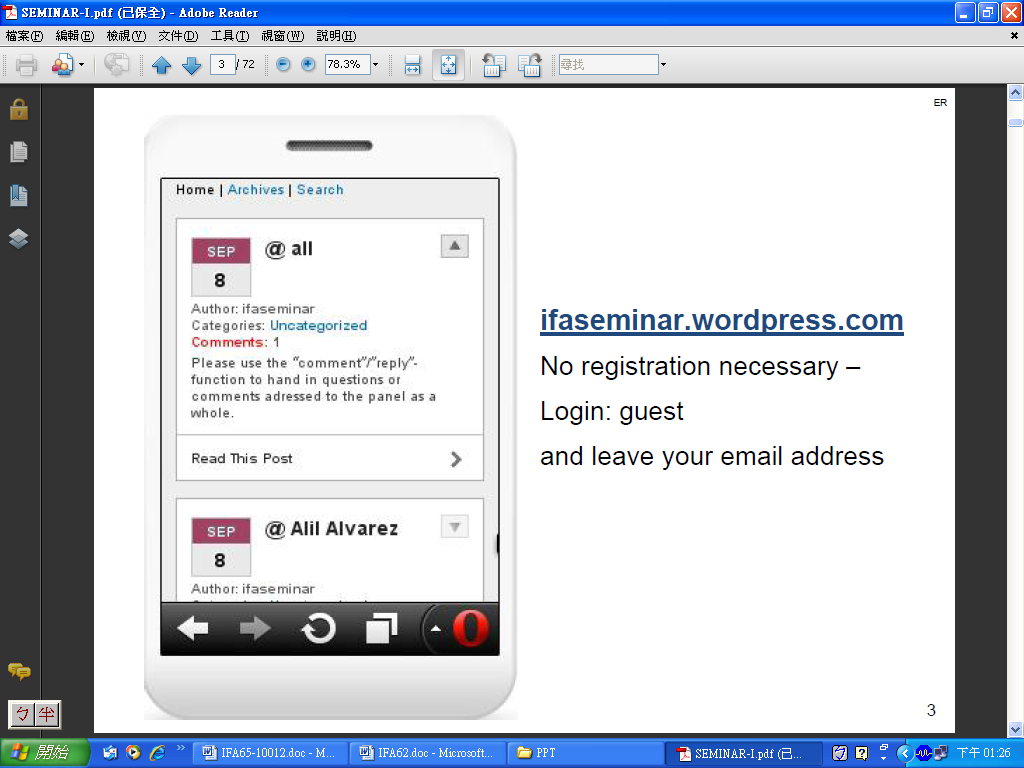 SEMINAR-I.pdf (已保全) - Adobe Reader
檔案(F) 編輯(E) 檢視(V) 文件(D) 工具(T) 視窗(W) 說明(H)
3 / 72 78.3% 尋找
ER
Home | Archives | Search
SEP
8
@ all
Author: ifaseminar
Categories: Uncategorized
Comments: 1
Please use the “comment”/”reply”-
function to hand in questions or
comments adressed to the panel as a
whole.
Read This Post
SEP
8
@ Alil Alvarez
Author: ifaseminar
ifaseminar.wordpress.com
No registration necessary –
Login: guest
and leave your email address
3
ㄅ 半
開始
IFA65-10012.doc - M...
IFA62.doc - Microsoft...
PPT
SEMINAR-I.pdf (已...
下午 01:26